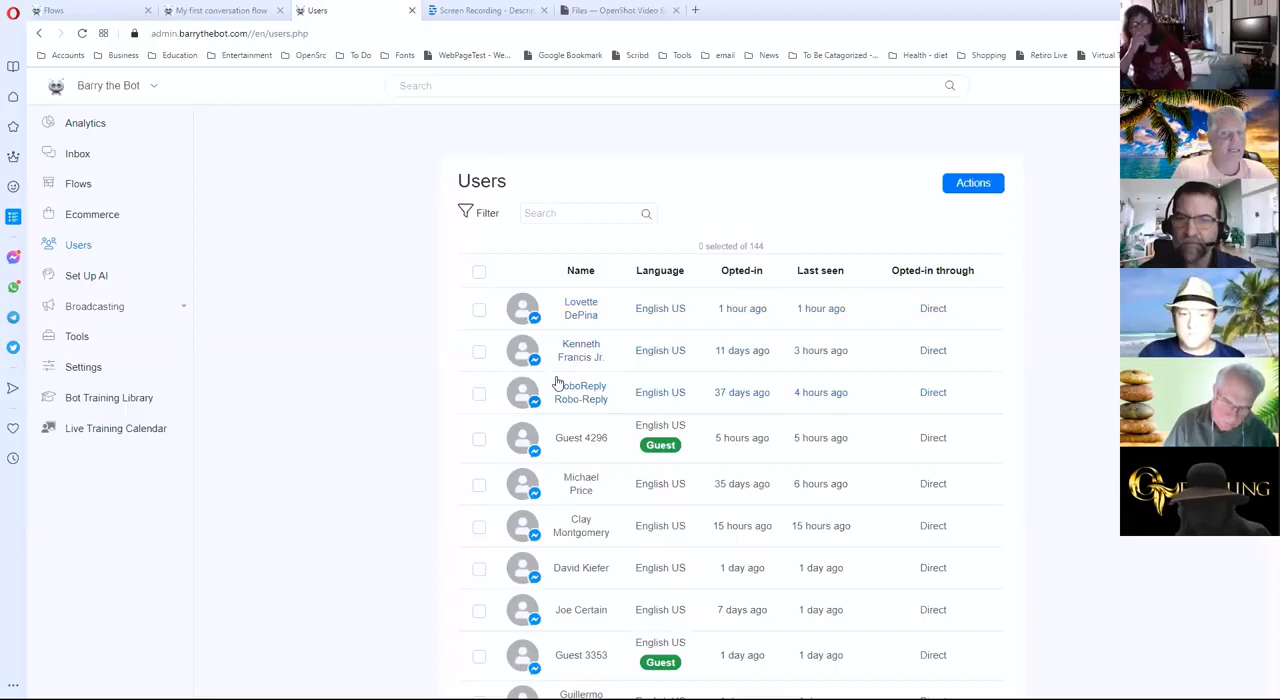 Flows
My first conversation flow
Users
Screen Recording - Descri
Files — OpenShot Video E
admin.barrythebot.com//en/users.php
Accounts
Business
Education
Entertainment
OpenSrc
To Do
Fonts
WebPageTest - We...
Google Bookmark
Scribd
Tools
email
News
To Be Catagorized -...
Health - diet
Shopping
Retiro Live
Virtual T
Barry the Bot
Search
Analytics
Inbox
Flows
Ecommerce
Users
Set Up AI
Broadcasting
Tools
Settings
Bot Training Library
Live Training Calendar
Users
Actions
Filter
Search
0 selected of 144
Name Language Opted-in Last seen Opted-in through
Lovette
DePina
English US 1 hour ago 1 hour ago Direct
Kenneth
Francis Jr.
English US 11 days ago 3 hours ago Direct
RoboReply
Robo-Reply
English US 37 days ago 4 hours ago Direct
Guest 4296
English US
Guest
5 hours ago 5 hours ago Direct
Michael
Price
English US 35 days ago 6 hours ago Direct
Clay
Montgomery
English US 15 hours ago 15 hours ago Direct
David Kiefer English US 1 day ago 1 day ago Direct
Joe Certain English US 7 days ago 1 day ago Direct
Guest 3353
English US
Guest
1 day ago 1 day ago Direct
Guillermo